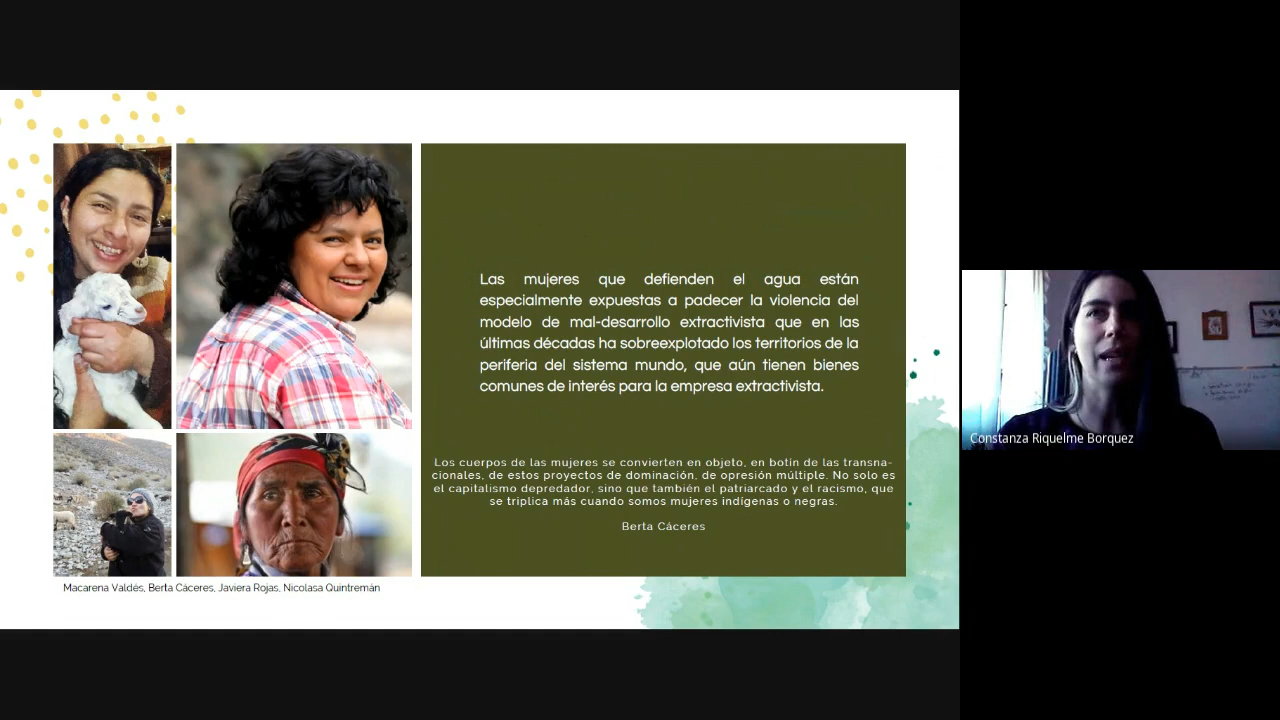 Las mujeres que defienden el agua están
especialmente expuestas a padecer la violencia del
modelo de mal-desarrollo extractivista que en las
últimas décadas ha sobreexplotado los territorios de la
periferia del sistema mundo, que aún tienen bienes
comunes de interés para la empresa extractivista.
Los cuerpos de las mujeres se convierten en objeto, en botín de las transna-
cionales, de estos proyectos de dominación, de opresión múltiple. No solo es
el capitalismo depredador, sino que también el patriarcado y el racismo, que
se triplica más cuando somos mujeres indígenas o negras.
Berta Cáceres
Macarena Valdés, Berta Cáceres, Javiera Rojas, Nicolasa Quintremán
Constanza Riquelme Borquez